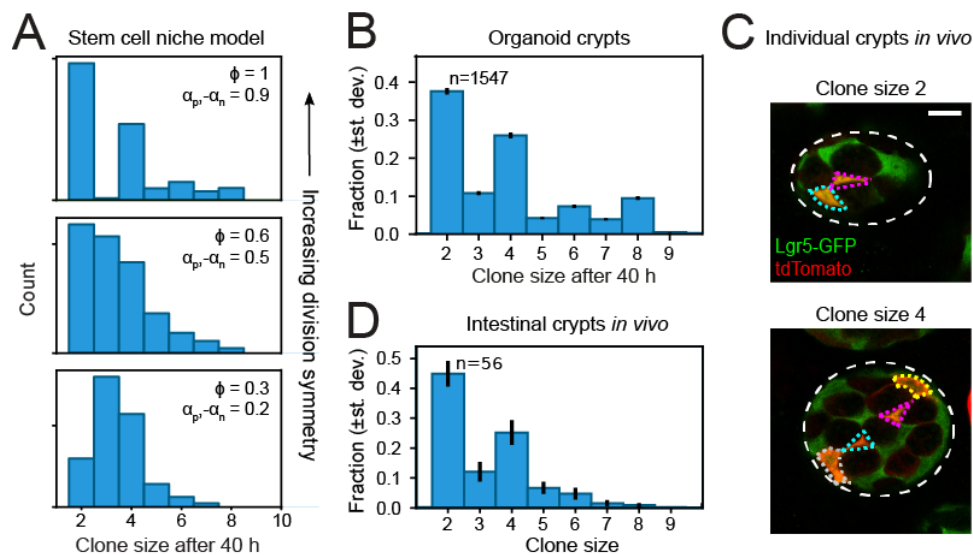 A
Stem cell niche model
ϕ = 1
αp,-αn = 0.9
ϕ = 0.6
αp,-αn = 0.5
ϕ = 0.3
αp,-αn = 0.2
Count
2 4 6 8 10
Clone size after 40 h
Increasing division symmetry
B
Organoid crypts
n=1547
Fraction (±st. dev.)
0.4
0.3
0.2
0.1
0.0
2 3 4 5 6 7 8 9
Clone size after 40 h
C
Individual crypts in vivo
Clone size 2
Lgr5-GFP
tdTomato
Clone size 4
D
Intestinal crypts in vivo
n=56
Fraction (±st. dev.)
0.5
0.4
0.3
0.2
0.1
0.0
2 3 4 5 6 7 8 9
Clone size